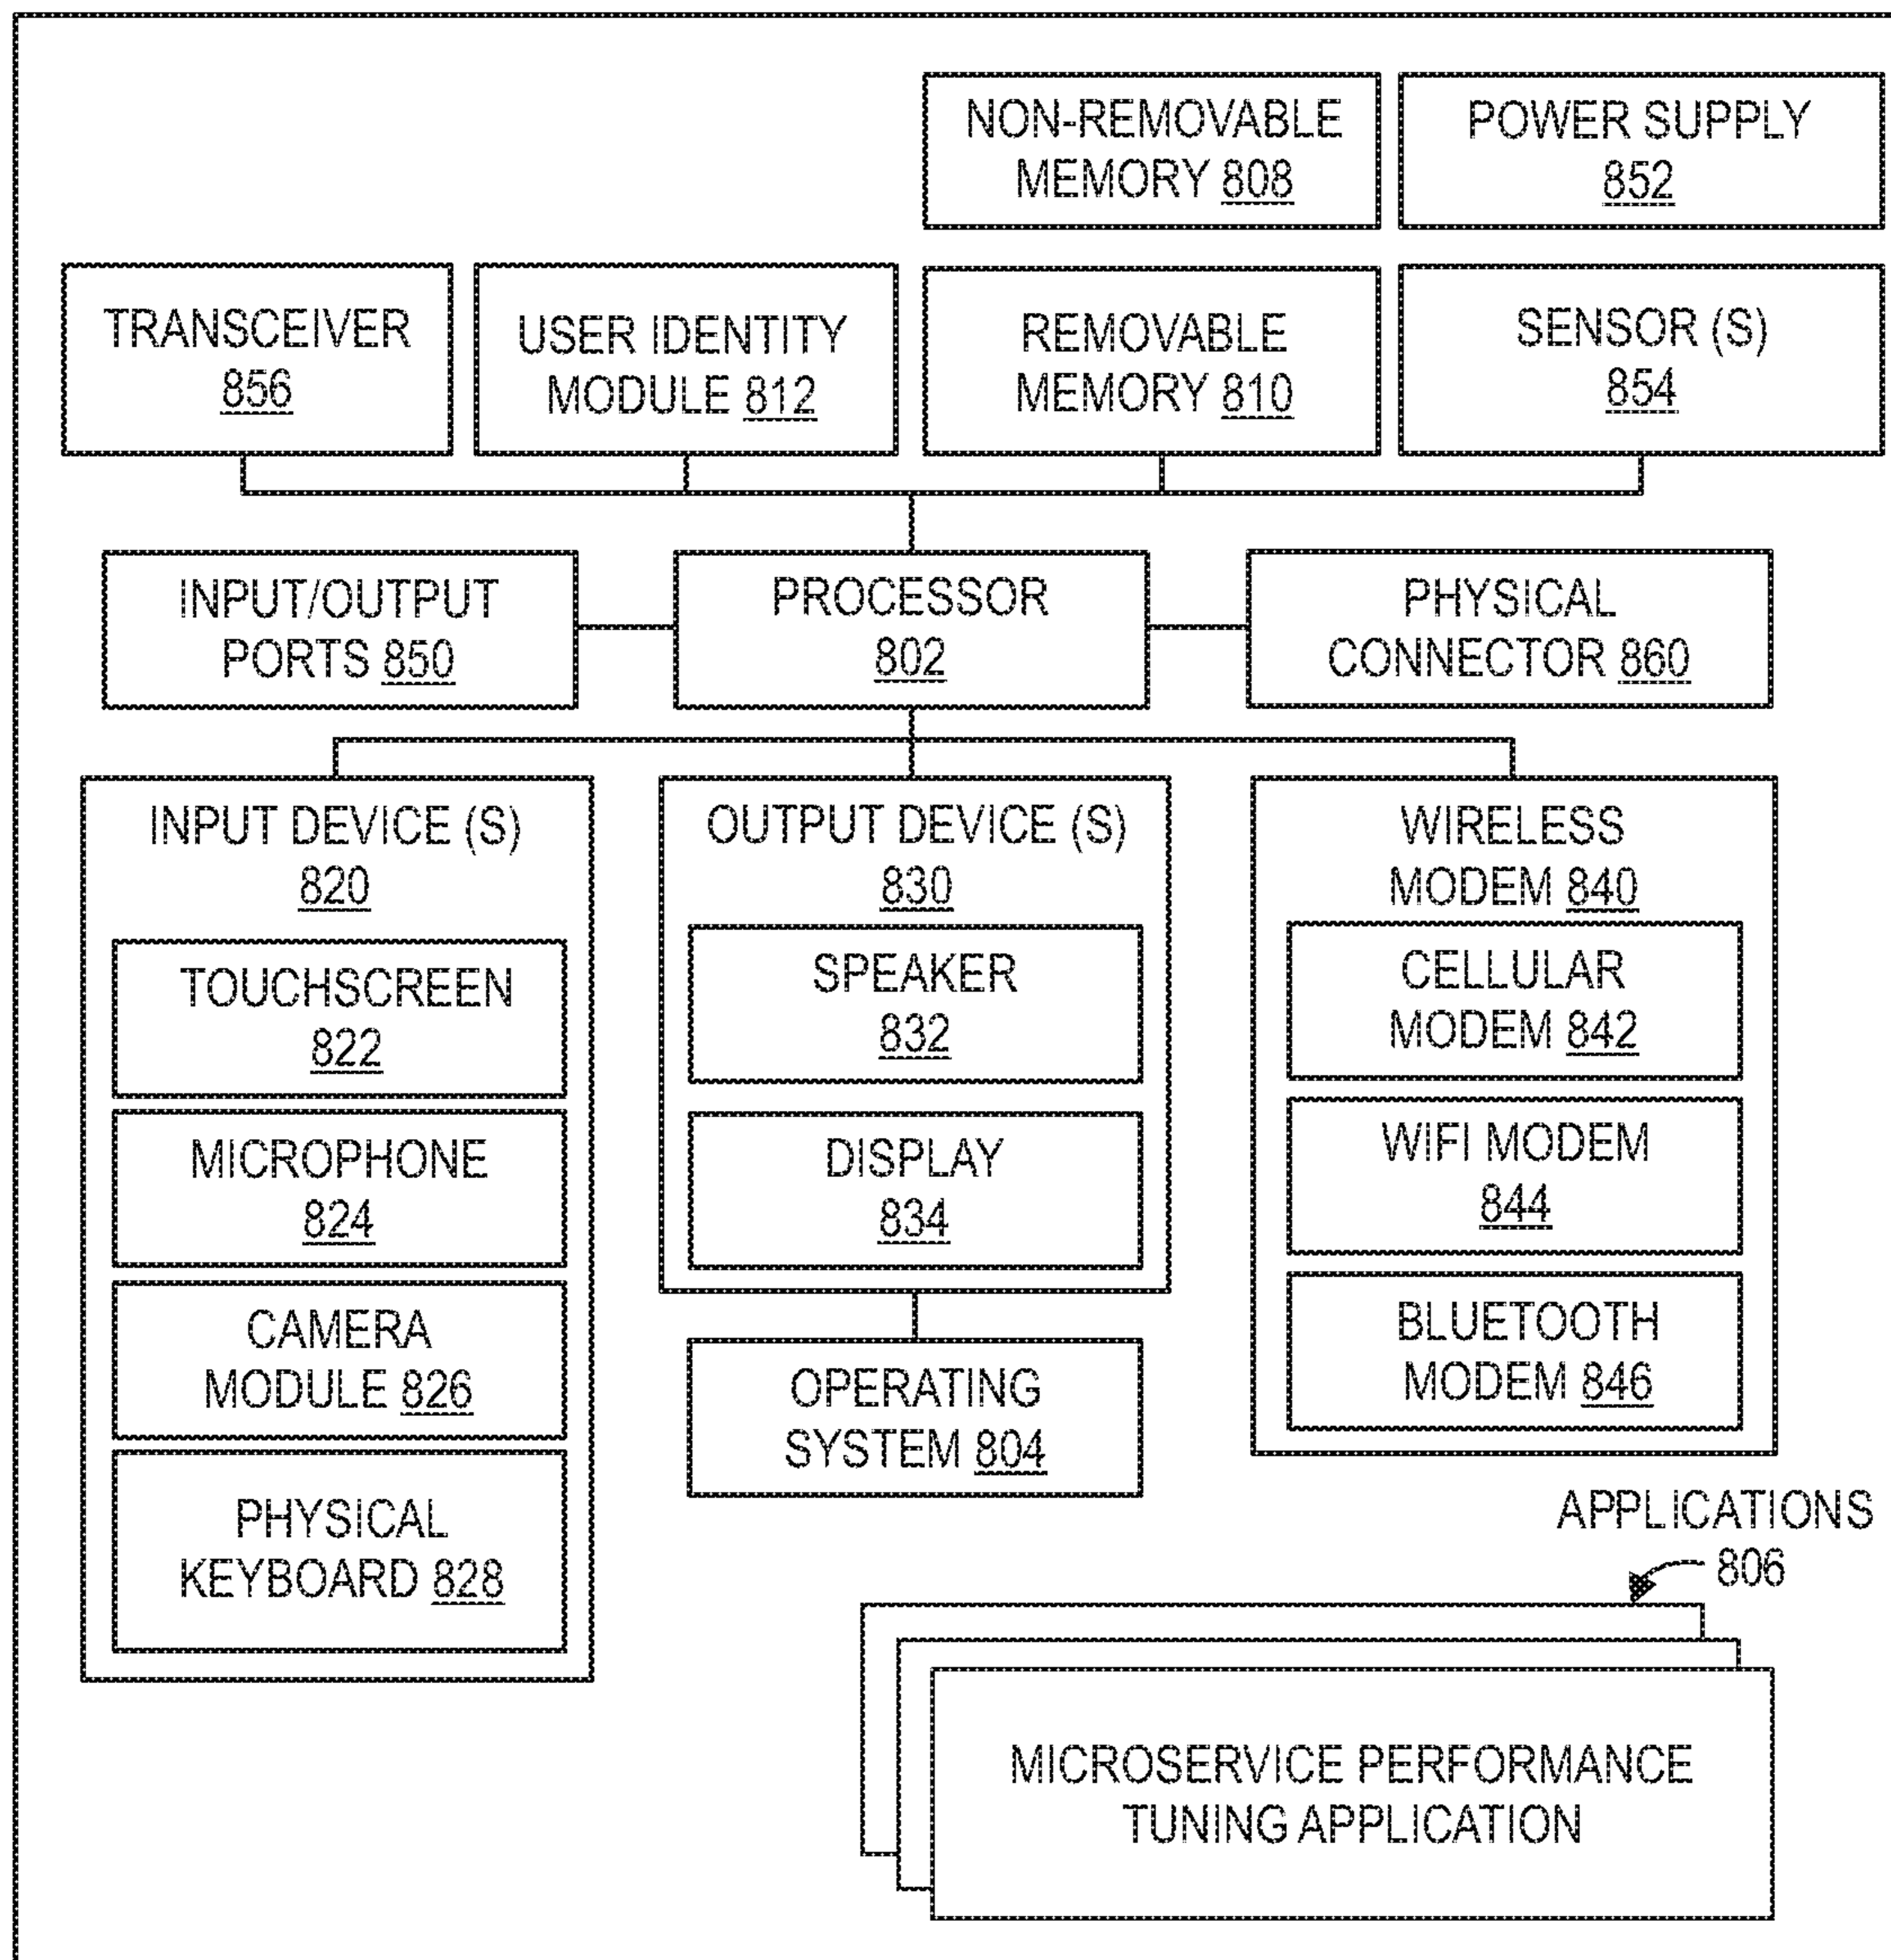 NON-REMOVABLE
MEMORY 808
POWER SUPPLY
852
TRANSCEIVER
856
USER IDENTITY
MODULE 812
REMOVABLE
MEMORY 810
SENSOR (S)
854
INPUT/OUTPUT
PORTS 850
PROCESSOR
802
PHYSICAL
CONNECTOR 860
INPUT DEVICE (S)
820
TOUCHSCREEN
822
MICROPHONE
824
CAMERA
MODULE 826
PHYSICAL
KEYBOARD 828
OUTPUT DEVICE (S)
830
SPEAKER
832
DISPLAY
834
OPERATING
SYSTEM 804
WIRELESS
MODEM 840
CELLULAR
MODEM 842
WIFI MODEM
844
BLUETOOTH
MODEM 846
APPLICATIONS
806
MICROSERVICE PERFORMANCE
TUNING APPLICATION